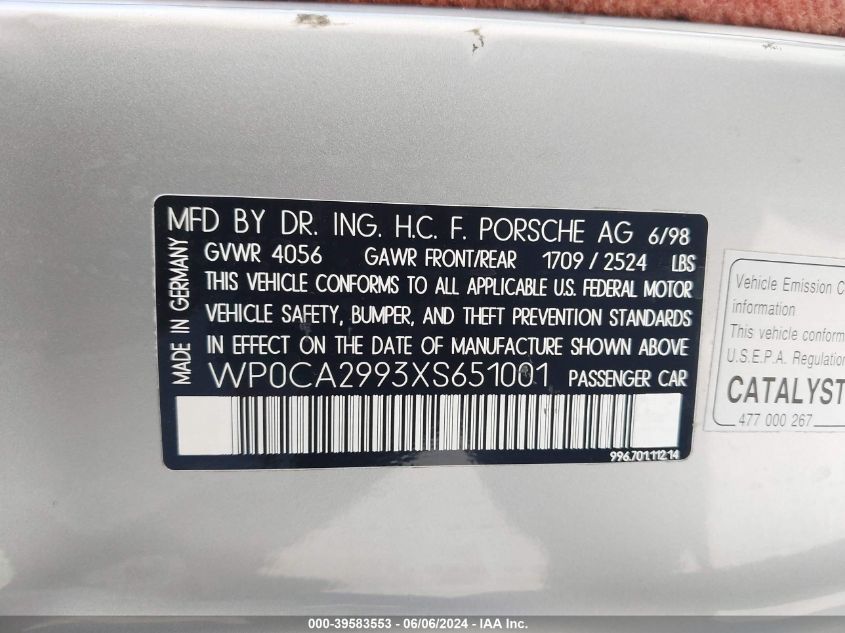 MFD BY DR. ING. H.C. F. PORSCHE AG 6/98
GVWR 4056 GAWR FRONT/REAR 1709 / 2524 LBS
THIS VEHICLE CONFORMS TO ALL APPLICABLE U.S. FEDERAL MOTOR
VEHICLE SAFETY, BUMPER, AND THEFT PREVENTION STANDARDS
IN EFFECT ON THE DATE OF MANUFACTURE SHOWN ABOVE
WP0CA2993XS651001 PASSENGER CAR
996.701.112.14
MADE IN GERMANY
Vehicle Emission C
information
This vehicle conform
U.S.E.P.A. Regulation
CATALYST
477 000 267
000-39583553 | 06/06/2024 - IAA Inc.